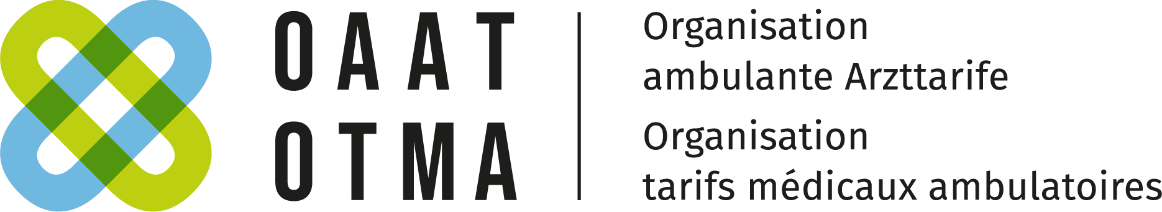 OAAT
OTMA
Organisation
ambulante Arzttarife
Organisation
tarifs médicaux ambulatoires